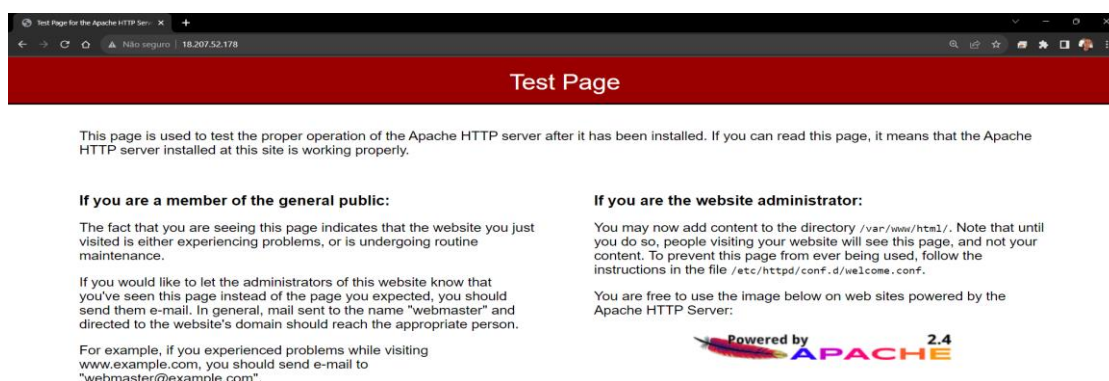 Test Page for the Apache HTTP Ser
Não seguro | 18.207.52.178
Test Page
This page is used to test the proper operation of the Apache HTTP server after it has been installed. If you can read this page, it means that the Apache
HTTP server installed at this site is working properly.
If you are a member of the general public:
The fact that you are seeing this page indicates that the website you just
visited is either experiencing problems, or is undergoing routine
maintenance.
If you would like to let the administrators of this website know that
you've seen this page instead of the page you expected, you should
send them e-mail. In general, mail sent to the name "webmaster" and
directed to the website's domain should reach the appropriate person.
For example, if you experienced problems while visiting
www.example.com, you should send e-mail to
"webmaster@example.com".
If you are the website administrator:
You may now add content to the directory /var/www/html/. Note that until
you do so, people visiting your website will see this page, and not your
content. To prevent this page from ever being used, follow the
instructions in the file /etc/httpd/conf.d/welcome.conf.
You are free to use the image below on web sites powered by the
Apache HTTP Server:
Powered by 2.4
APACHE